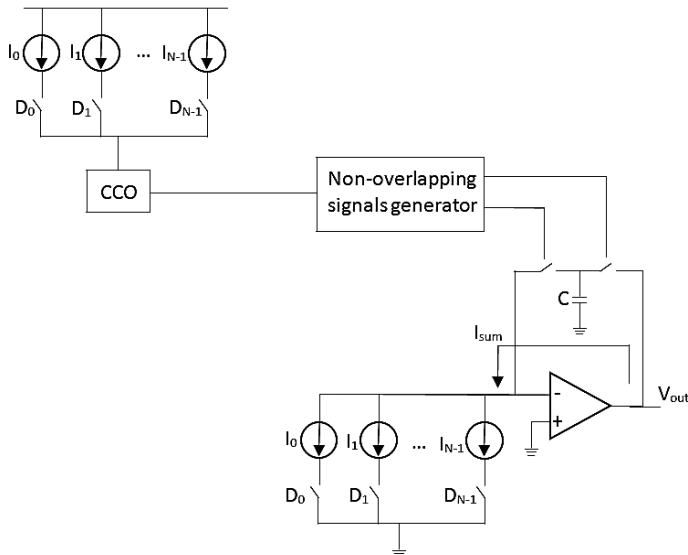 I0 I1 ... IN-1
D0 D1 DN-1
CCO
Non-overlapping
signals generator
C
Isum
Vout
-
+
I0 I1 ... IN-1
D0 D1 DN-1